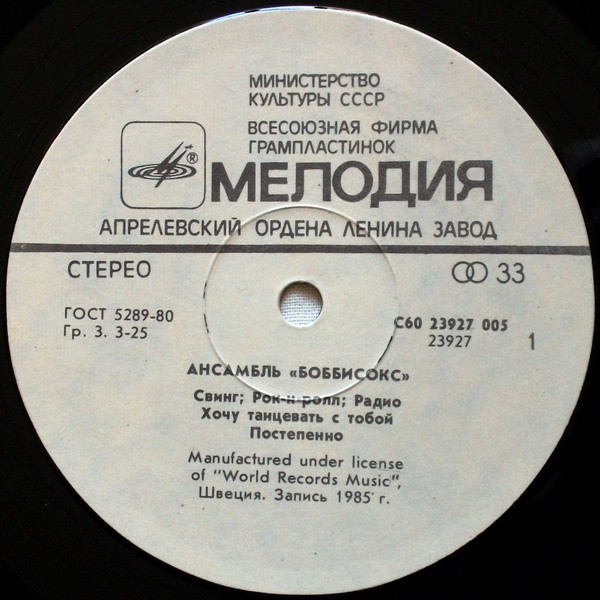 МИНИСТЕРСТВО
КУЛЬТУРЫ СССР
ВСЕСОЮЗНАЯ ФИРМА
ГРАМПЛАСТИНОК
®
МЕЛОДИЯ
АПРЕЛЕВСКИЙ ОРДЕНА ЛЕНИНА ЗАВОД
СТЕРЕО
33
ГОСТ 5289-80
Гр. 3. 3-25
С60 23927 005
23927
1
АНСАМБЛЬ «БОББИСОКС»
Свинг; Рок-н-ролл; Радио
Хочу танцевать с тобой
Постепенно
Manufactured under license
of "World Records Music",
Швеция. Запись 1985 г.